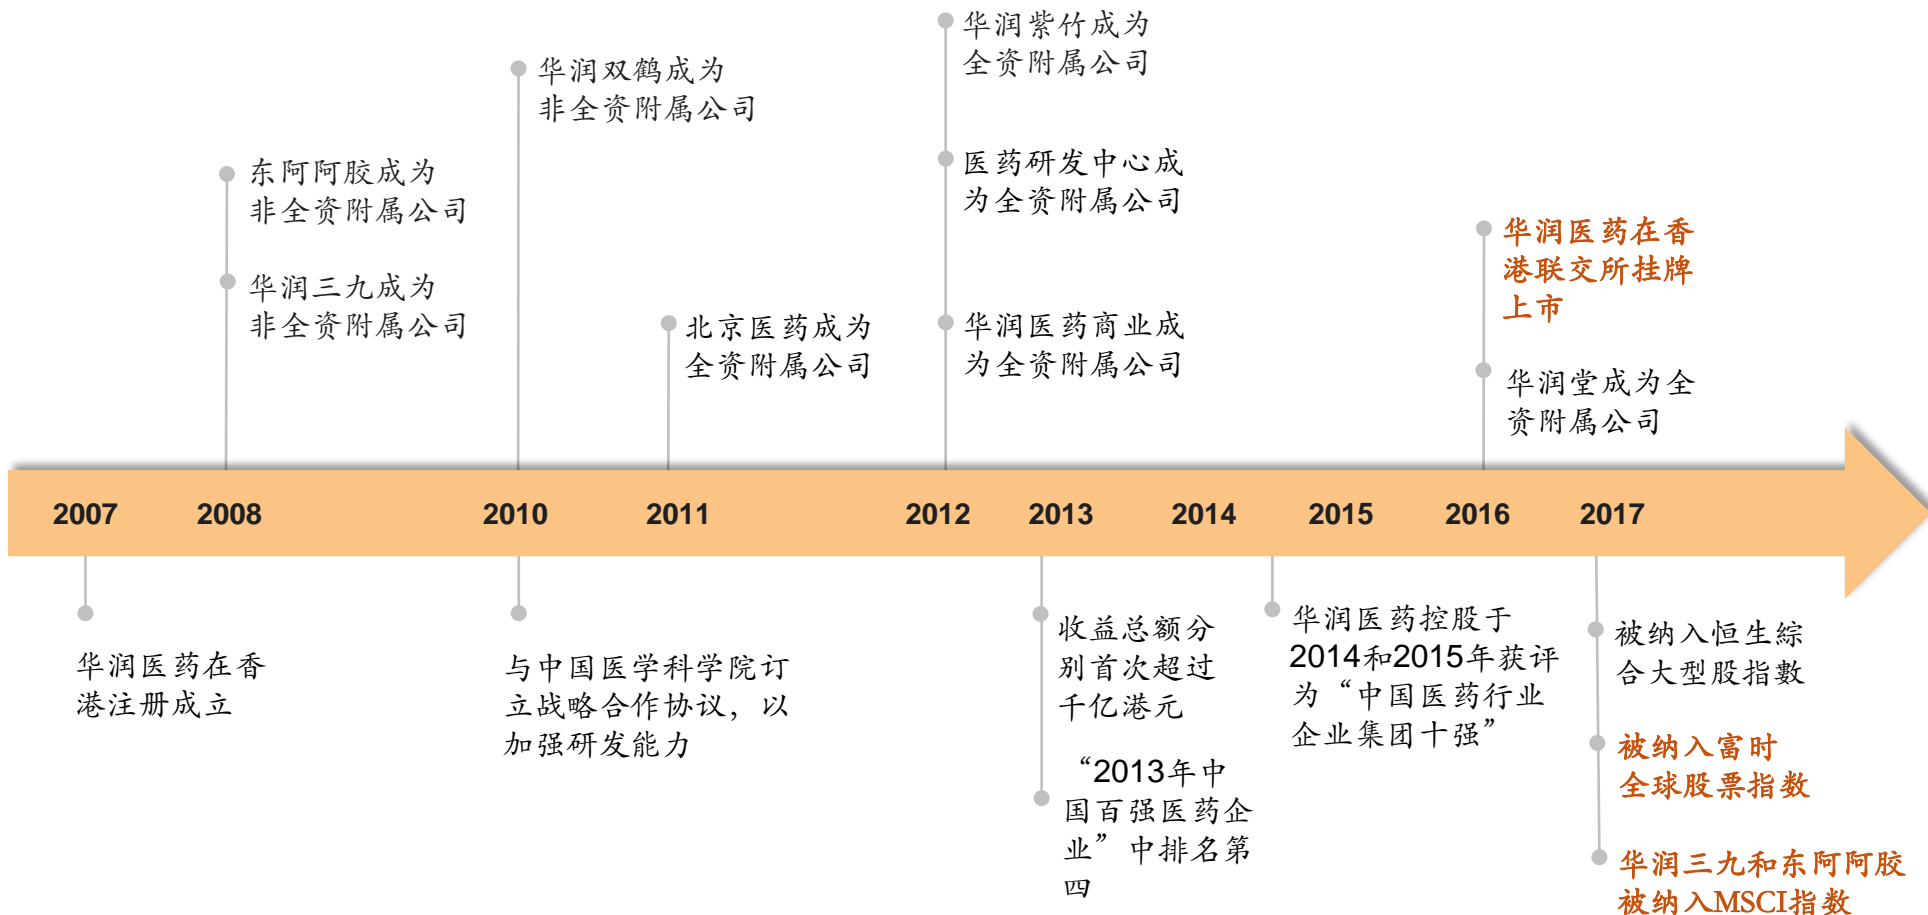 华润紫竹成为
全资附属公司
华润双鹤成为
非全资附属公司
医药研发中心成
为全资附属公司
东阿阿胶成为
非全资附属公司
华润医药在香
港联交所挂牌
上市
华润三九成为
非全资附属公司
北京医药成为
全资附属公司
华润医药商业成
为全资附属公司
华润堂成为全
资附属公司
2007 2008 2010 2011 2012 2013 2014 2015 2016 2017
华润医药在香
港注册成立
与中国医学科学院订
立战略合作协议，以
加强研发能力
收益总额分
别首次超过
千亿港元
“2013年中
国百强医药企
业”中排名第
四
华润医药控股于
2014和2015年获评
为“中国医药行业
企业集团十强”
被纳入恒生綜
合大型股指數
被纳入富时
全球股票指数
华润三九和东阿阿胶
被纳入MSCI指数